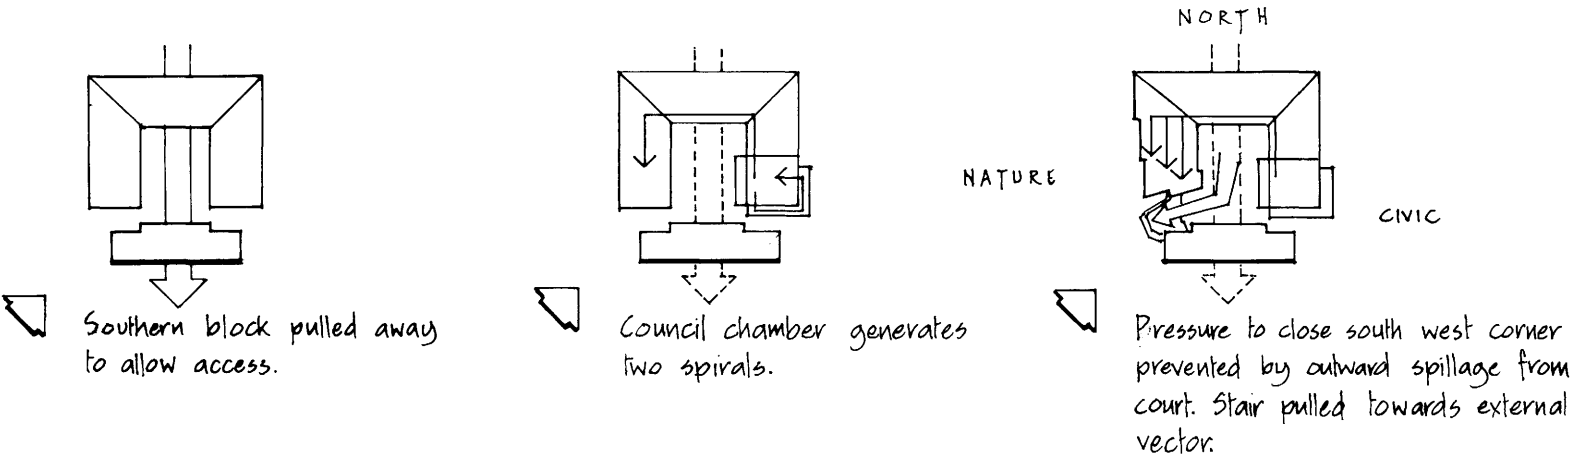 NORTH
NATURE
CIVIC
Southern block pulled away
to allow access.
Council chamber generates
two spirals.
Pressure to close south west corner
prevented by outward spillage from
court. Stair pulled towards external
vector.